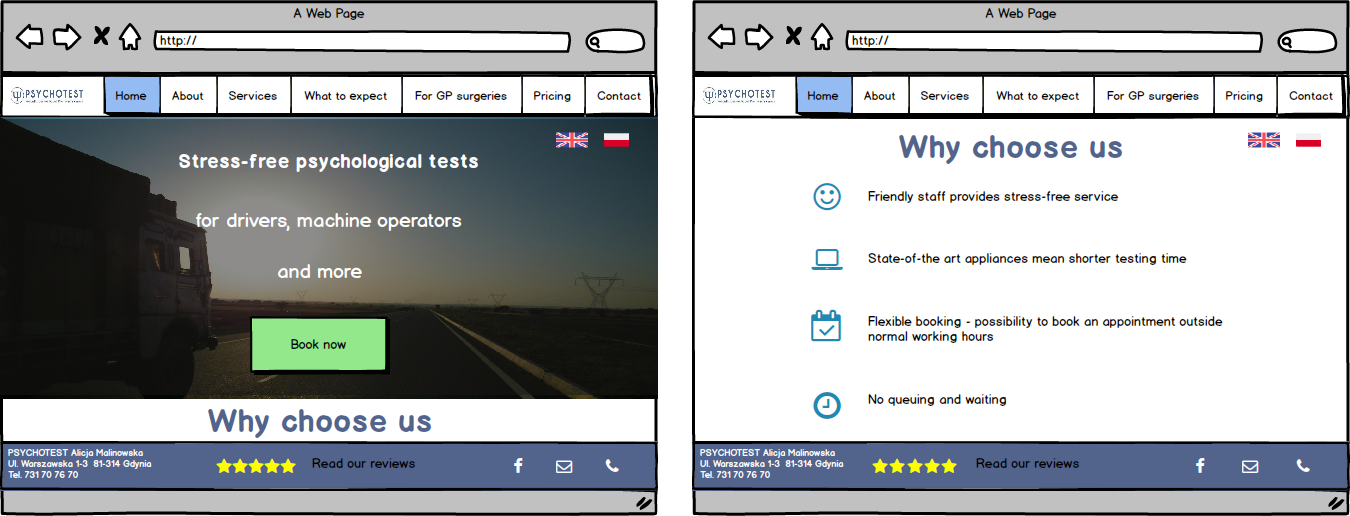 A Web Page
http://
PSYCHOTEST
Home
About
Services
What to expect
For GP surgeries
Pricing
Contact
Stress-free psychological tests
for drivers, machine operators
and more
Book now
Why choose us
PSYCHOTEST Alicja Malinowska
Ul. Warszawska 1-3 81-314 Gdynia
Tel. 731 70 76 70
Read our reviews
A Web Page
http://
PSYCHOTEST
Home
About
Services
What to expect
For GP surgeries
Pricing
Contact
Why choose us
Friendly staff provides stress-free service
State-of-the art appliances mean shorter testing time
Flexible booking - possibility to book an appointment outside
normal working hours
No queuing and waiting
PSYCHOTEST Alicja Malinowska
Ul. Warszawska 1-3 81-314 Gdynia
Tel. 731 70 76 70
Read our reviews